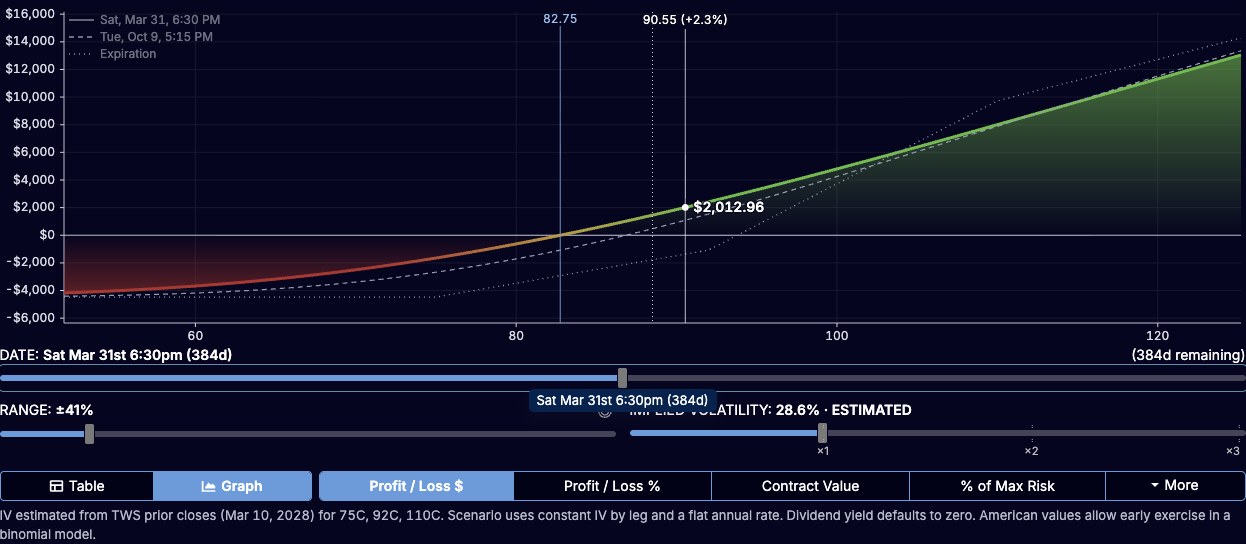 $16,000
82.75
90.55 (+2.3%)
Sat, Mar 31, 6:30 PM
$14,000
Tue, Oct 9, 5:15 PM
Expiration
$12,000
$10,000
$8,000
$6,000
$4,000
$2,000
$2,012.96
$0
-$2,000
-$4,000
-$6,000
60
80
100
120
DATE: Sat Mar 31st 6:30pm (384d)
(384d remaining)
Sat Mar 31st 6:30pm (384d)
RANGE: ±41%
IMPLIED VOLATILITY: 28.6% · ESTIMATED
×1
×2
×3
Table
Graph
Profit / Loss $
Profit / Loss %
Contract Value
% of Max Risk
More
IV estimated from TWS prior closes (Mar 10, 2028) for 75C, 92C, 110C. Scenario uses constant IV by leg and a flat annual rate. Dividend yield defaults to zero. American values allow early exercise in a
binomial model.